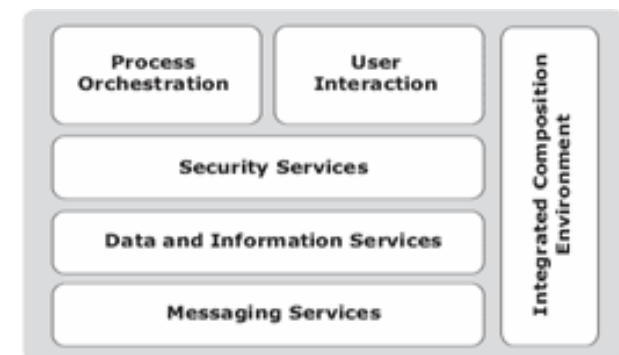 Process
Orchestration
User
Interaction
Security Services
Data and Information Services
Messaging Services
Integrated Composition
Environment